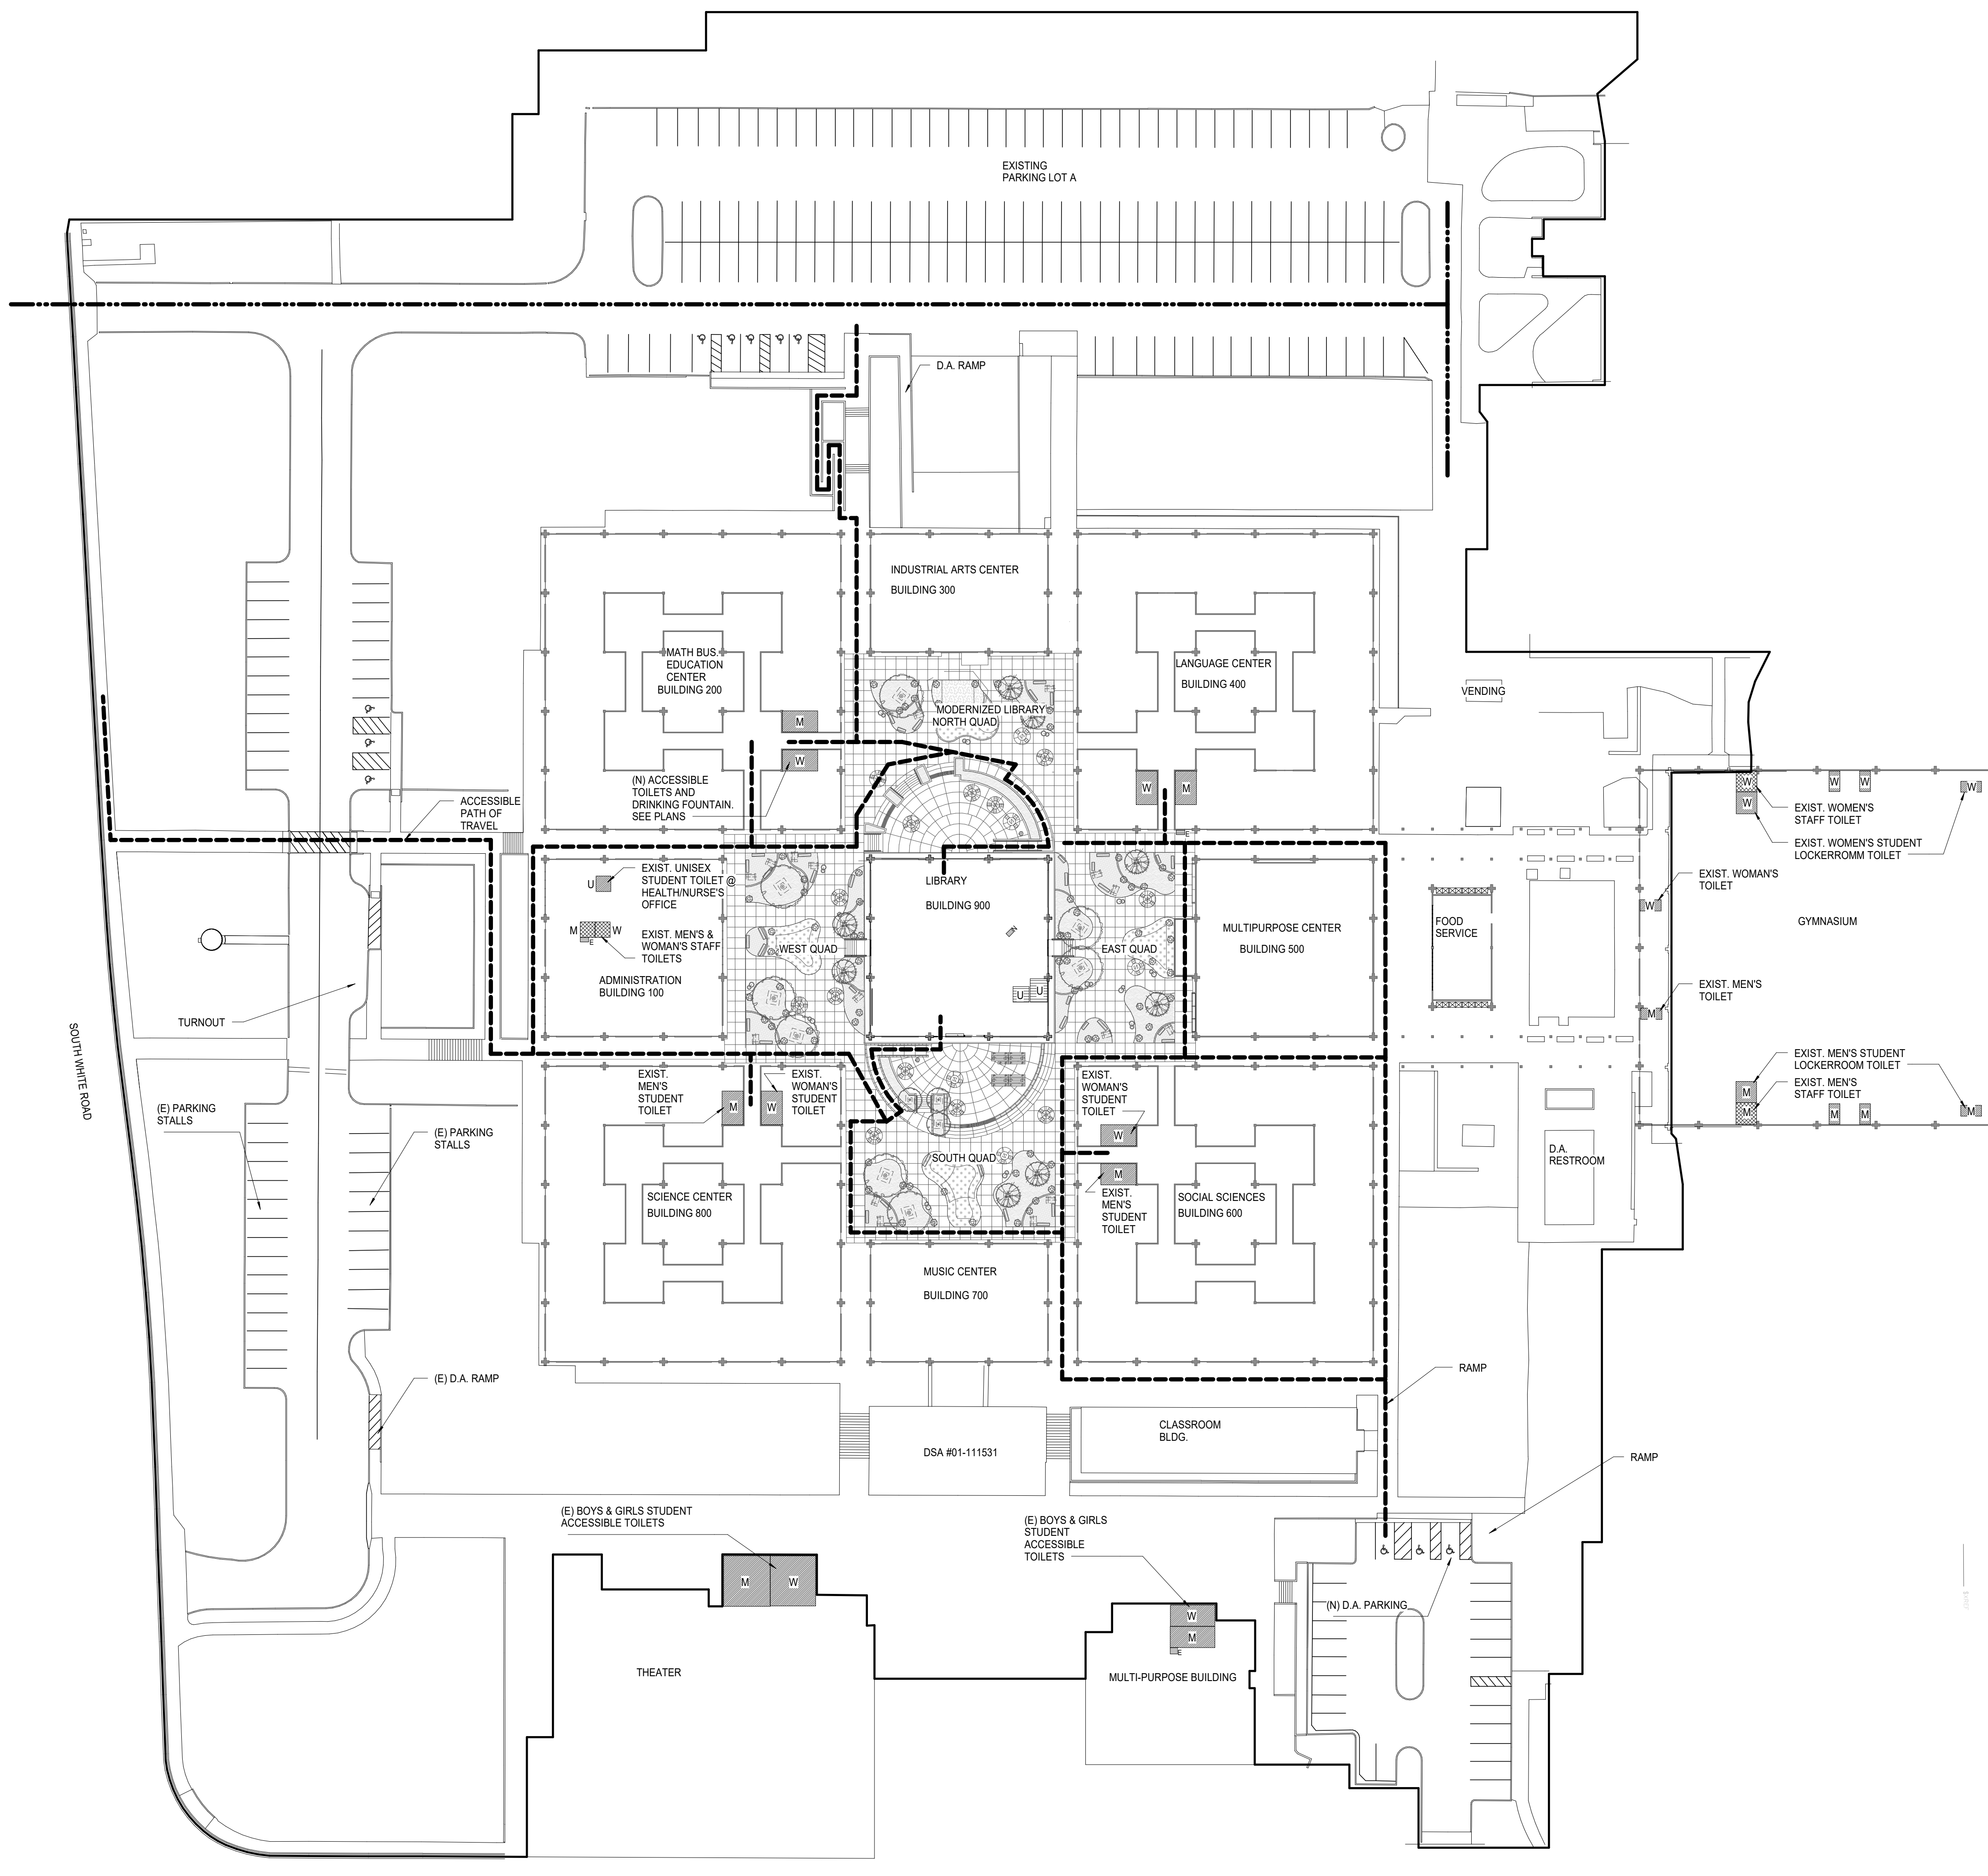 EXISTING
PARKING LOT A
D.A. RAMP
INDUSTRIAL ARTS CENTER
BUILDING 300
MATH BUS.
EDUCATION
CENTER
BUILDING 200
LANGUAGE CENTER
BUILDING 400
VENDING
MODERNIZED LIBRARY
NORTH QUAD
M
W
(N) ACCESSIBLE
TOILETS AND
DRINKING FOUNTAIN.
SEE PLANS
W
M
E
ACCESSIBLE
PATH OF
TRAVEL
W
W
W
W
W
EXIST. WOMEN'S
STAFF TOILET
EXIST. WOMEN'S STUDENT
LOCKERROMM TOILET
EXIST. WOMAN'S
TOILET
W
U
EXIST. UNISEX
STUDENT TOILET @
HEALTH/NURSE'S
OFFICE
M
W
E
EXIST. MEN'S &
WOMAN'S STAFF
TOILETS
ADMINISTRATION
BUILDING 100
WEST QUAD
LIBRARY
BUILDING 900
N
U
U
EAST QUAD
MULTIPURPOSE CENTER
BUILDING 500
FOOD
SERVICE
GYMNASIUM
EXIST. MEN'S
TOILET
M
TURNOUT
SOUTH WHITE ROAD
EXIST. MEN'S STUDENT
LOCKERROOM TOILET
EXIST. MEN'S
STAFF TOILET
M
M
M
M
M
D.A.
RESTROOM
(E) PARKING
STALLS
(E) PARKING
STALLS
EXIST.
MEN'S
STUDENT
TOILET
M
W
EXIST.
WOMAN'S
STUDENT
TOILET
EXIST.
WOMAN'S
STUDENT
TOILET
W
M
EXIST.
MEN'S
STUDENT
TOILET
SOUTH QUAD
SCIENCE CENTER
BUILDING 800
SOCIAL SCIENCES
BUILDING 600
MUSIC CENTER
BUILDING 700
(E) D.A. RAMP
RAMP
CLASSROOM
BLDG.
DSA #01-111531
RAMP
(E) BOYS & GIRLS STUDENT
ACCESSIBLE TOILETS
M
W
(E) BOYS & GIRLS
STUDENT
ACCESSIBLE
TOILETS
W
M
E
(N) D.A. PARKING
THEATER
MULTI-PURPOSE BUILDING